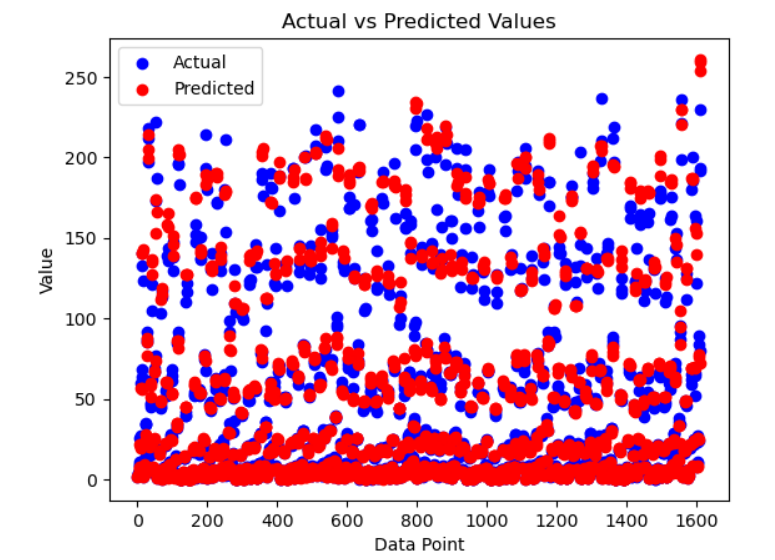 Actual vs Predicted Values
Actual
Predicted
250
200
150
100
50
0
Value
0 200 400 600 800 1000 1200 1400 1600
Data Point